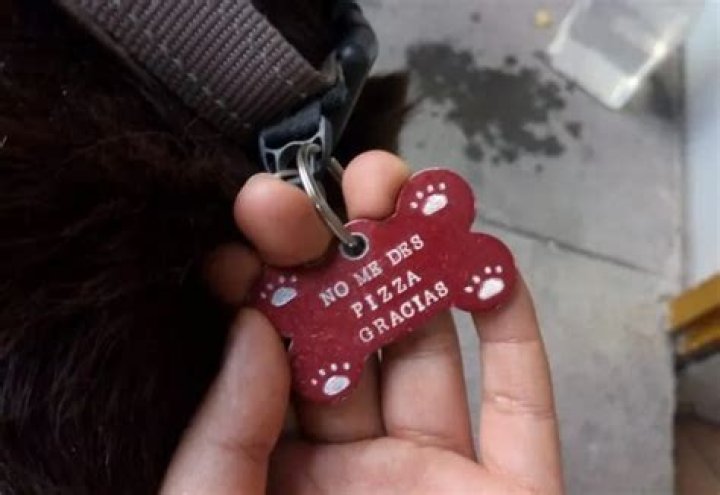 NO ME DES
PIZZA
GRACIAS